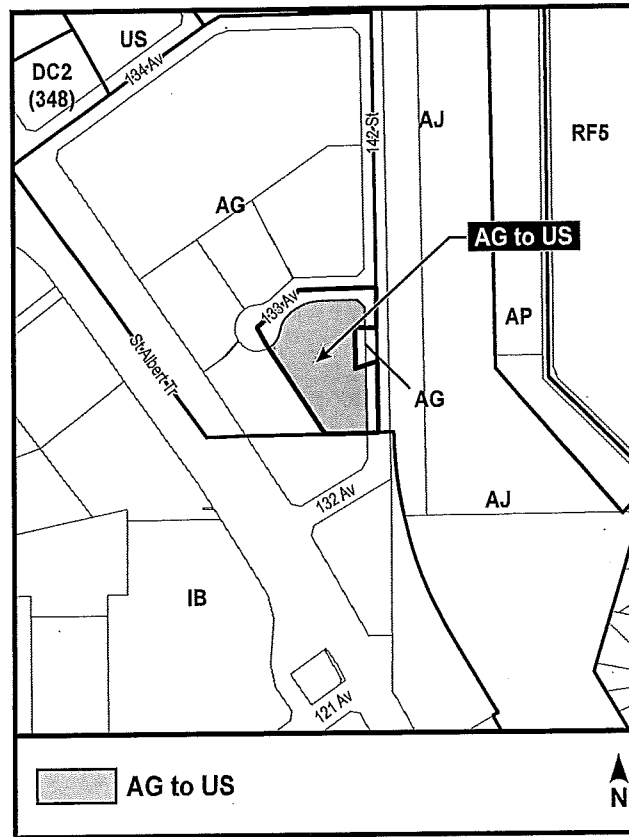 US
DC2
(348)
134 Av
142 St
AJ
RF5
AG
AG to US
133 Av
AP
St Albert Tr
AG
132 Av
AJ
IB
121 Av
AG to US
N